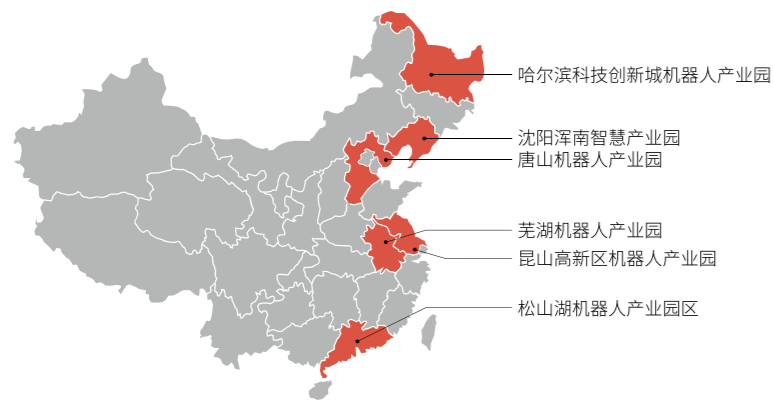 哈尔滨科技创新城机器人产业园
沈阳浑南智慧产业园
唐山机器人产业园
芜湖机器人产业园
昆山高新区机器人产业园
松山湖机器人产业园区